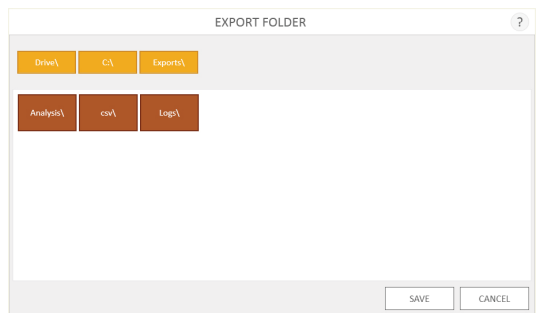 EXPORT FOLDER ?
Drive\ C:\ Exports\
Analysis\ csv\ Logs\
SAVE CANCEL